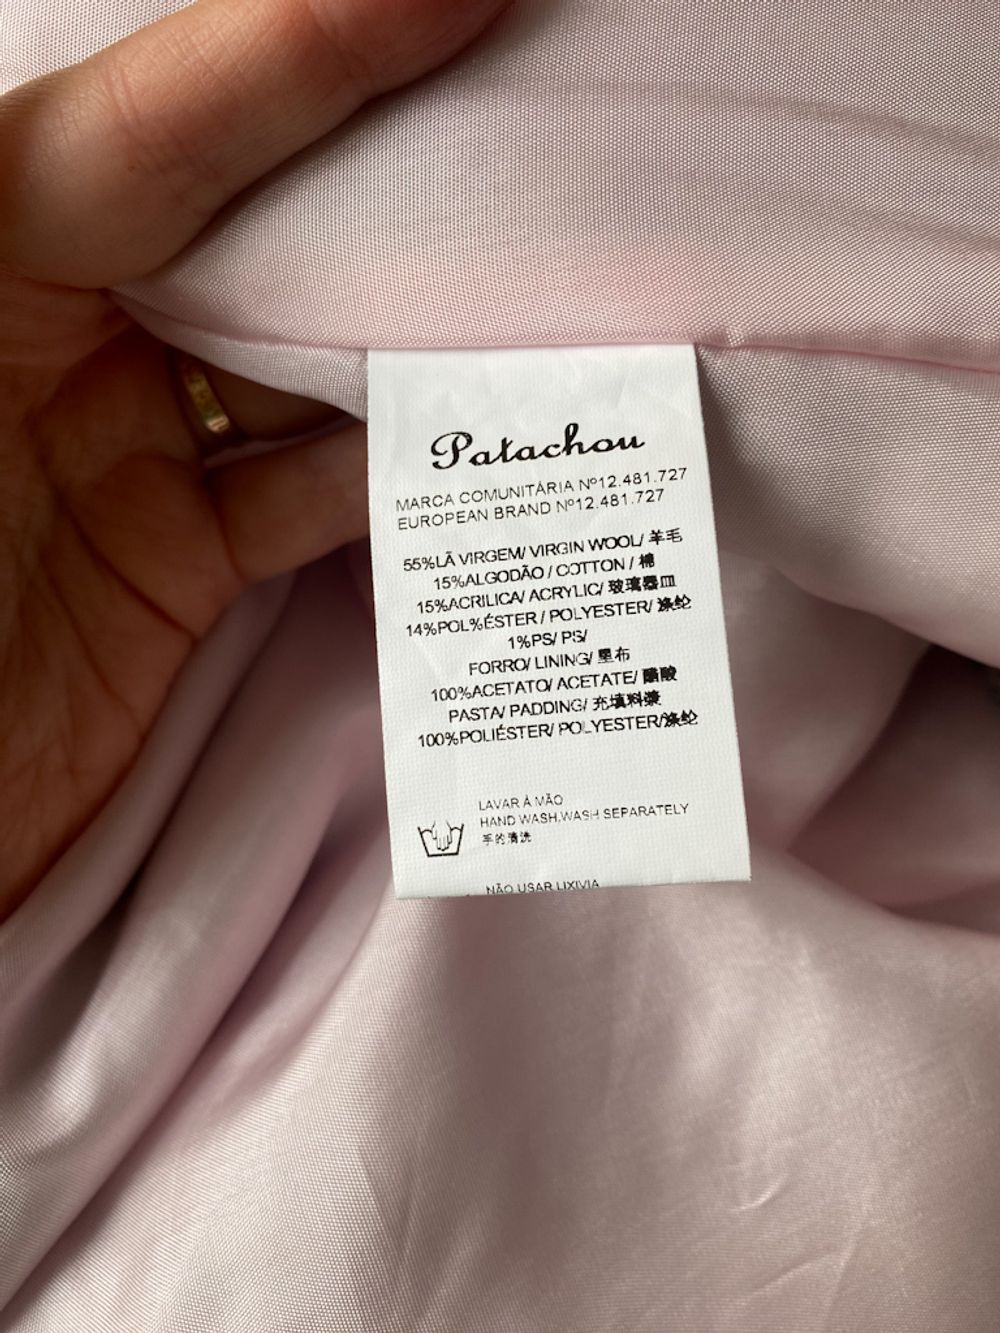 Patachou
MARCA COMUNITÁRIA Nº12.481.727
EUROPEAN BRAND Nº12.481.727
55%LÃ VIRGEM/ VIRGIN WOOL/ 羊毛
15%ALGODÃO / COTTON / 棉
15%ACRILICA/ ACRYLIC/ 玻璃器皿
14%POL%ÉSTER / POLYESTER/ 涤纶
1%PS/ PS/
FORRO/ LINING/ 里布
100%ACETATO/ ACETATE/ 醋酸
PASTA/ PADDING/ 充填料浆
100%POLIÉSTER/ POLYESTER/涤纶
LAVAR À MÃO
HAND WASH,WASH SEPARATELY
手的清洗
NÃO USAR LIXIVIA